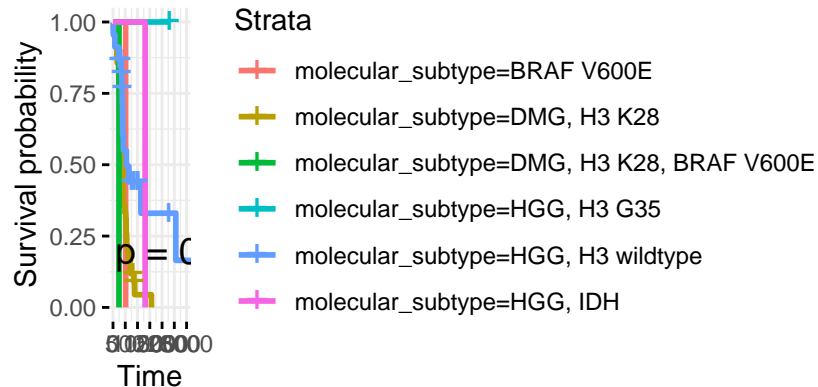 Strata
molecular_subtype=BRAF V600E
molecular_subtype=DMG, H3 K28
molecular_subtype=DMG, H3 K28, BRAF V600E
molecular_subtype=HGG, H3 G35
molecular_subtype=HGG, H3 wildtype
molecular_subtype=HGG, IDH
Survival probability
1.00
0.75
0.50
0.25
0.00
p = 0
Time